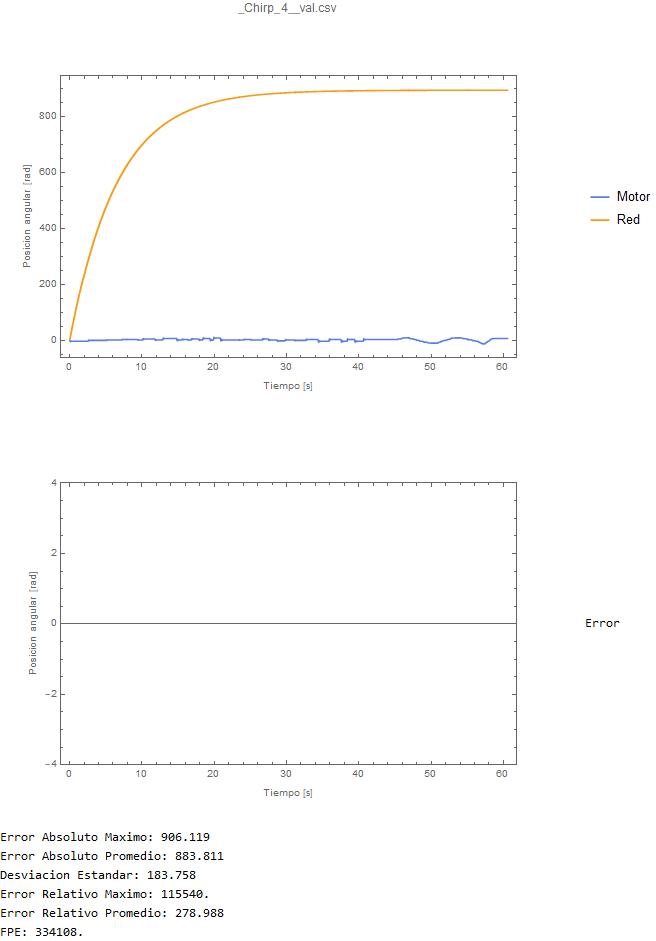 _Chirp_4__val.csv
800
600
400
200
0
Posicion angular [rad]
0 10 20 30 40 50 60
Tiempo [s]
Motor
Red
4
2
0
-2
-4
Posicion angular [rad]
0 10 20 30 40 50 60
Tiempo [s]
Error
Error Absoluto Maximo: 906.119
Error Absoluto Promedio: 883.811
Desviacion Estandar: 183.758
Error Relativo Maximo: 115540.
Error Relativo Promedio: 278.988
FPE: 334108.